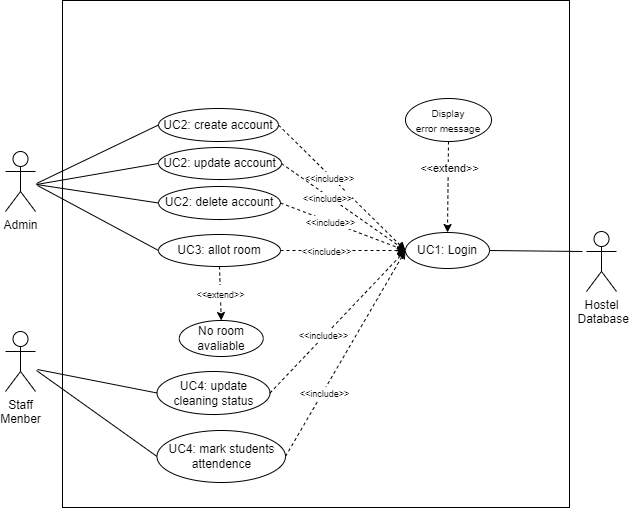 Display
error message
UC2: create account
UC2: update account
UC2: delete account
UC3: allot room
<<include>>
<<include>>
<<include>>
<<include>>
<<extend>>
UC1: Login
Admin
Hostel
Database
<<extend>>
No room
avaliable
<<include>>
UC4: update
cleaning status
<<include>>
UC4: mark students
attendence
Staff
Menber